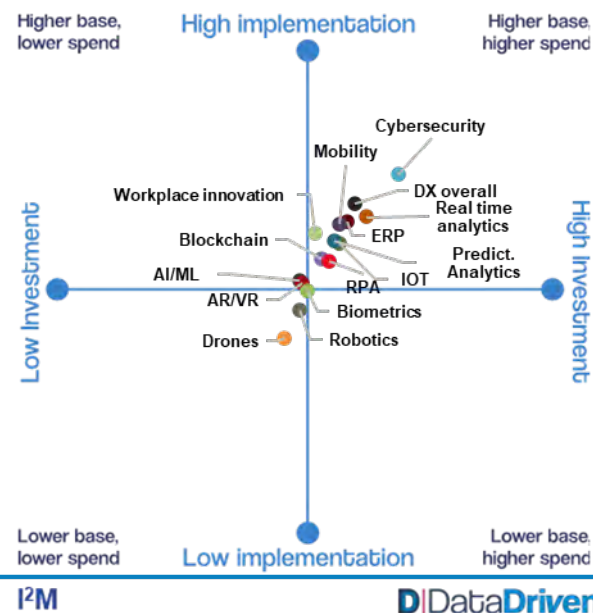 Higher base,
lower spend
High implementation
Higher base,
higher spend
Cybersecurity
Mobility
Workplace innovation
DX overall
Real time
analytics
Blockchain
ERP
Predict.
Analytics
AI/ML
RPA
IOT
AR/VR
Biometrics
Drones
Robotics
Low Investment
High Investment
Lower base,
lower spend
Low implementation
Lower base,
higher spend
I²M
D|DataDriven